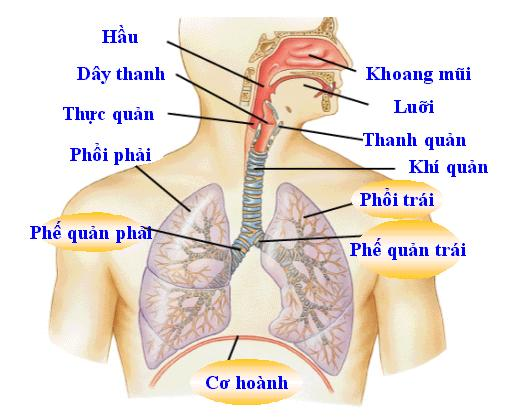 Hầu
Dây thanh
Thực quản
Phổi phải
Phế quản phải
Khoang mũi
Lưỡi
Thanh quản
Khí quản
Phổi trái
Phế quản trái
Cơ hoành